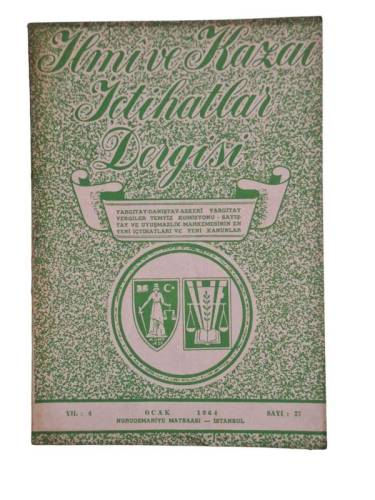 İlmi ve Kazai
İçtihatlar
Dergisi
YARGITAY-DANIŞTAY-ASKERİ YARGITAY
VERGİLER TEMYİZ KOMİSYONU - SAYIŞ
TAY VE UYUŞMAZLIK MAHKEMESİNİN EN
YENİ İÇTİHATLARI VE YENİ KANUNLAR
YIL : 4 OCAK 1964 SAYI : 37
NURUOSMANİYE MATBAASI — İSTANBUL